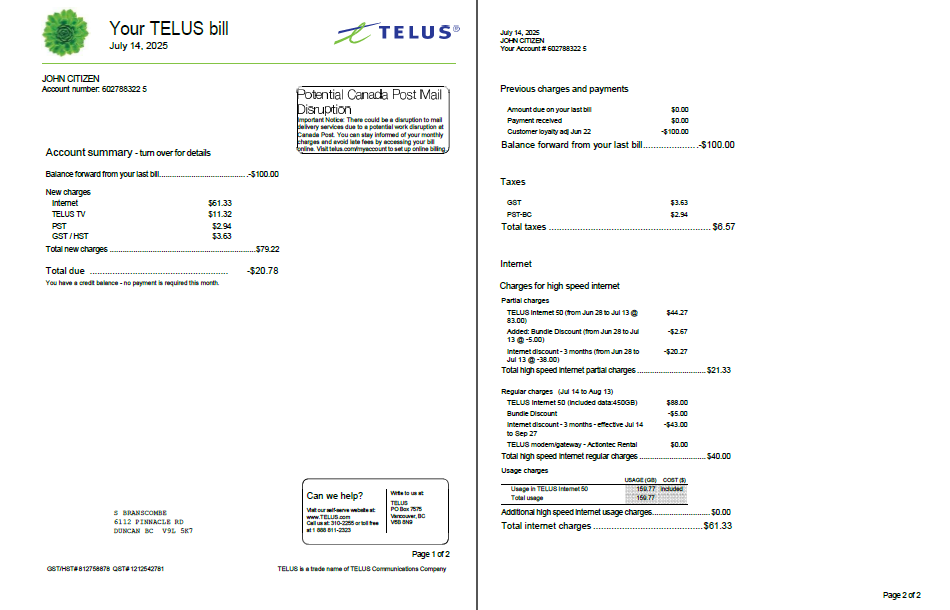 Your TELUS bill
July 14, 2025
TELUS®
JOHN CITIZEN
Account number: 602788322 5
Potential Canada Post Mail
Disruption
Important Notice: There could be a disruption to mail
delivery services due to a potential work disruption at
Canada Post. You can stay informed of your monthly
charges and avoid late fees by accessing your bill
online. Visit telus.com/myaccount to set up online billing.
Account summary - turn over for details
Balance forward from your last bill.....................................-$100.00
New charges
Internet $61.33
TELUS TV $11.32
PST $2.94
GST / HST $3.63
Total new charges ............................................................$79.22
Total due .................................................... -$20.78
You have a credit balance - no payment is required this month.
Can we help?
Visit our self-serve website at:
www.TELUS.com
Call us at: 310-2255 or toll free
at 1 888 811-2323
Write to us at:
TELUS
PO Box 7575
Vancouver, BC
V6B 8N9
S BRANSCOMBE
6112 PINNACLE RD
DUNCAN BC V9L 5K7
Page 1 of 2
GST/HST# 812758878 QST# 1212542781
TELUS is a trade name of TELUS Communications Company
July 14, 2025
JOHN CITIZEN
Your Account # 602788322 5
Previous charges and payments
Amount due on your last bill $0.00
Payment received $0.00
Customer loyalty adj Jun 22 -$100.00
Balance forward from your last bill...................-$100.00
Taxes
GST $3.63
PST-BC $2.94
Total taxes ............................................................ $6.57
Internet
Charges for high speed internet
Partial charges
TELUS Internet 50 (from Jun 28 to Jul 13 @ $44.27
83.00)
Added: Bundle Discount (from Jun 28 to Jul -$2.67
13 @ -5.00)
Internet discount - 3 months (from Jun 28 to -$20.27
Jul 13 @ -38.00)
Total high speed internet partial charges ............................... $21.33
Regular charges (Jul 14 to Aug 13)
TELUS Internet 50 (included data:450GB) $88.00
Bundle Discount -$5.00
Internet discount - 3 months - effective Jul 14 -$43.00
to Sep 27
TELUS modem/gateway - Actiontec Rental $0.00
Total high speed internet regular charges .............................. $40.00
Usage charges
USAGE (GB) COST ($)
Usage in TELUS Internet 50 159.77 included
Total usage 159.77
Additional high speed internet usage charges..........................$0.00
Total internet charges ......................................... $61.33
Page 2 of 2